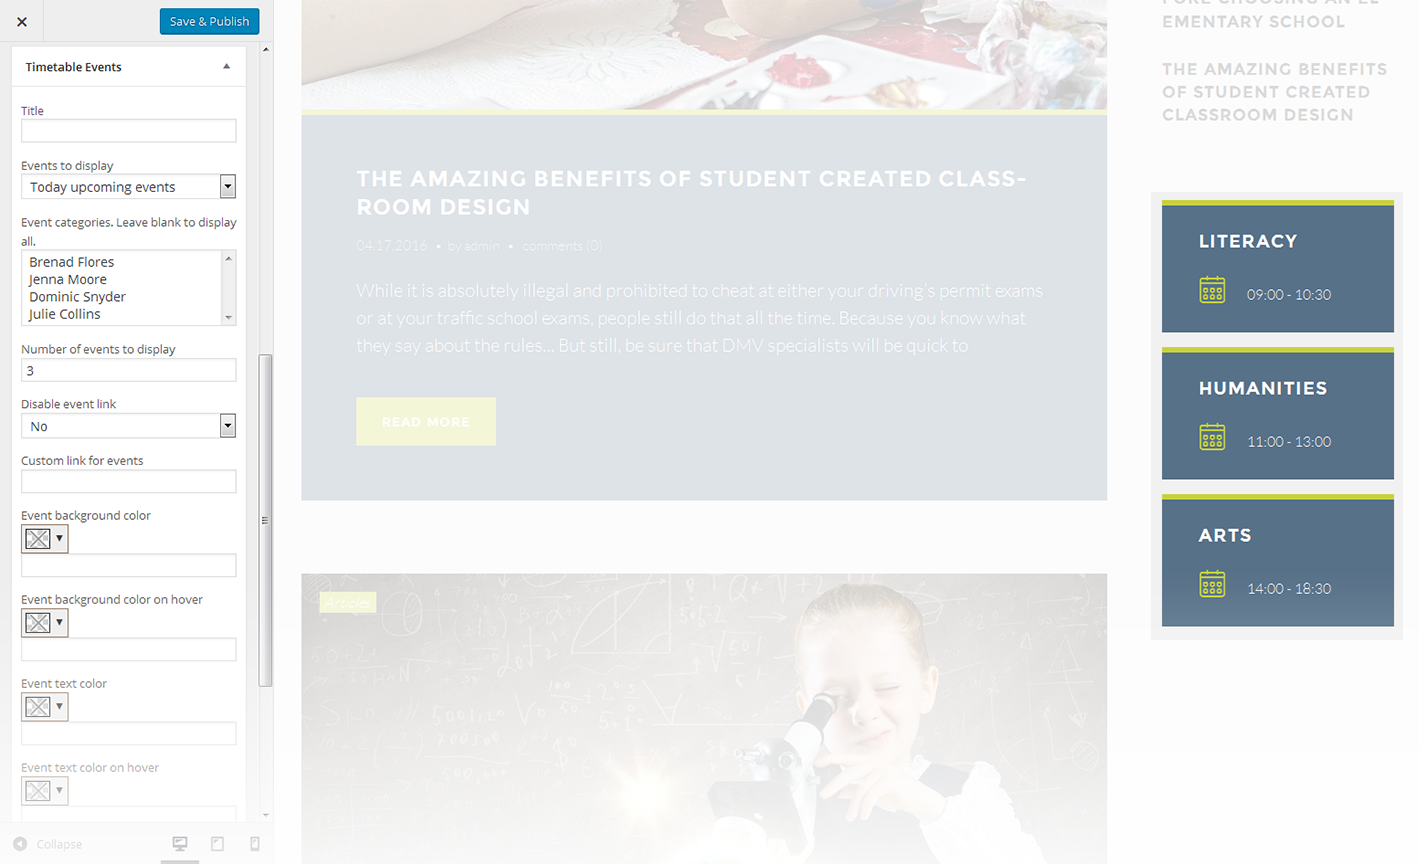 Save & Publish
Timetable Events
Title
Events to display
Today upcoming events
Event categories. Leave blank to display
all.
Brenad Flores
Jenna Moore
Dominic Snyder
Julie Collins
Number of events to display
3
Disable event link
No
Custom link for events
Event background color
Event background color on hover
Event text color
Event text color on hover
Collapse
THE AMAZING BENEFITS OF STUDENT CREATED CLASS-
ROOM DESIGN
04.17.2016 • by admin • comments (0)
While it is absolutely illegal and prohibited to cheat at either your driving's permit exams
or at your traffic school exams, people still do that all the time. Because you know what
they say about the rules... But still, be sure that DMV specialists will be quick to
READ MORE
Articles
EMENTARY SCHOOL
THE AMAZING BENEFITS
OF STUDENT CREATED
CLASSROOM DESIGN
LITERACY
09:00 - 10:30
HUMANITIES
11:00 - 13:00
ARTS
14:00 - 18:30